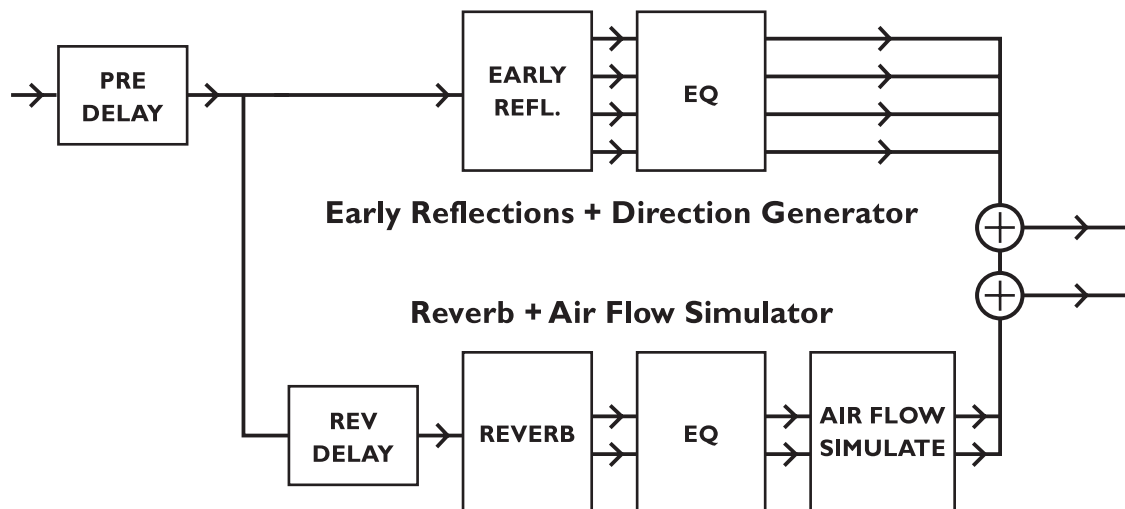 PRE
DELAY
EARLY
REFL.
EQ
Early Reflections + Direction Generator
Reverb + Air Flow Simulator
REV
DELAY
REVERB
EQ
AIR FLOW
SIMULATE